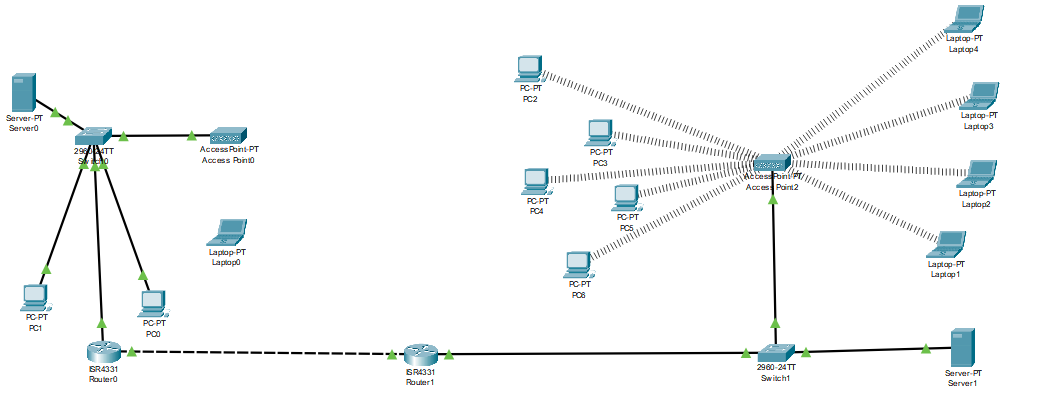 Laptop-PT
Laptop4
PC-PT
PC2
Server-PT
Server0
Laptop-PT
Laptop3
2960-24TT
Switch0
AccessPoint-PT
Access Point0
PC-PT
PC3
AccessPoint-PT
Access Point2
PC-PT
PC4
Laptop-PT
Laptop2
PC-PT
PC5
Laptop-PT
Laptop0
Laptop-PT
Laptop1
PC-PT
PC6
PC-PT
PC1
PC-PT
PC0
ISR4331
Router0
ISR4331
Router1
2960-24TT
Switch1
Server-PT
Server1